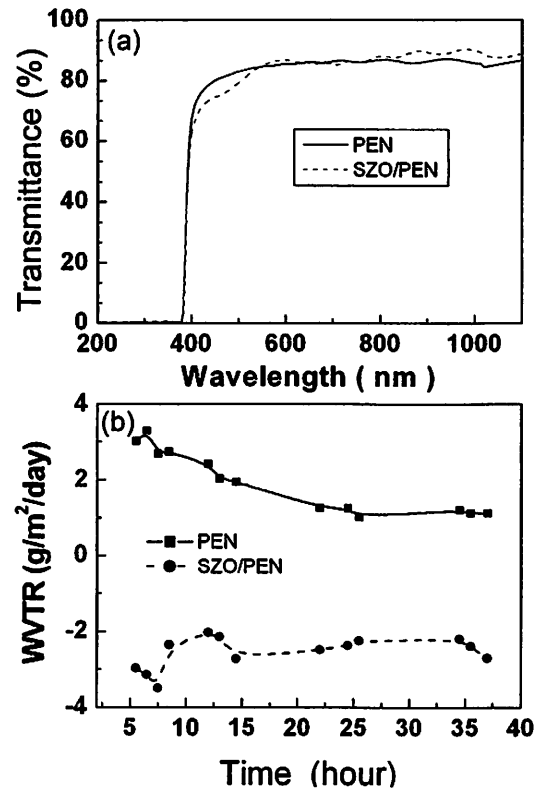 (a)
100
80
60
40
20
0
Transmittance (%)
PEN
SZO/PEN
200 400 600 800 1000
Wavelength ( nm )
(b)
4
2
0
-2
-4
WVTR (g/m²/day)
PEN
SZO/PEN
5 10 15 20 25 30 35 40
Time (hour)